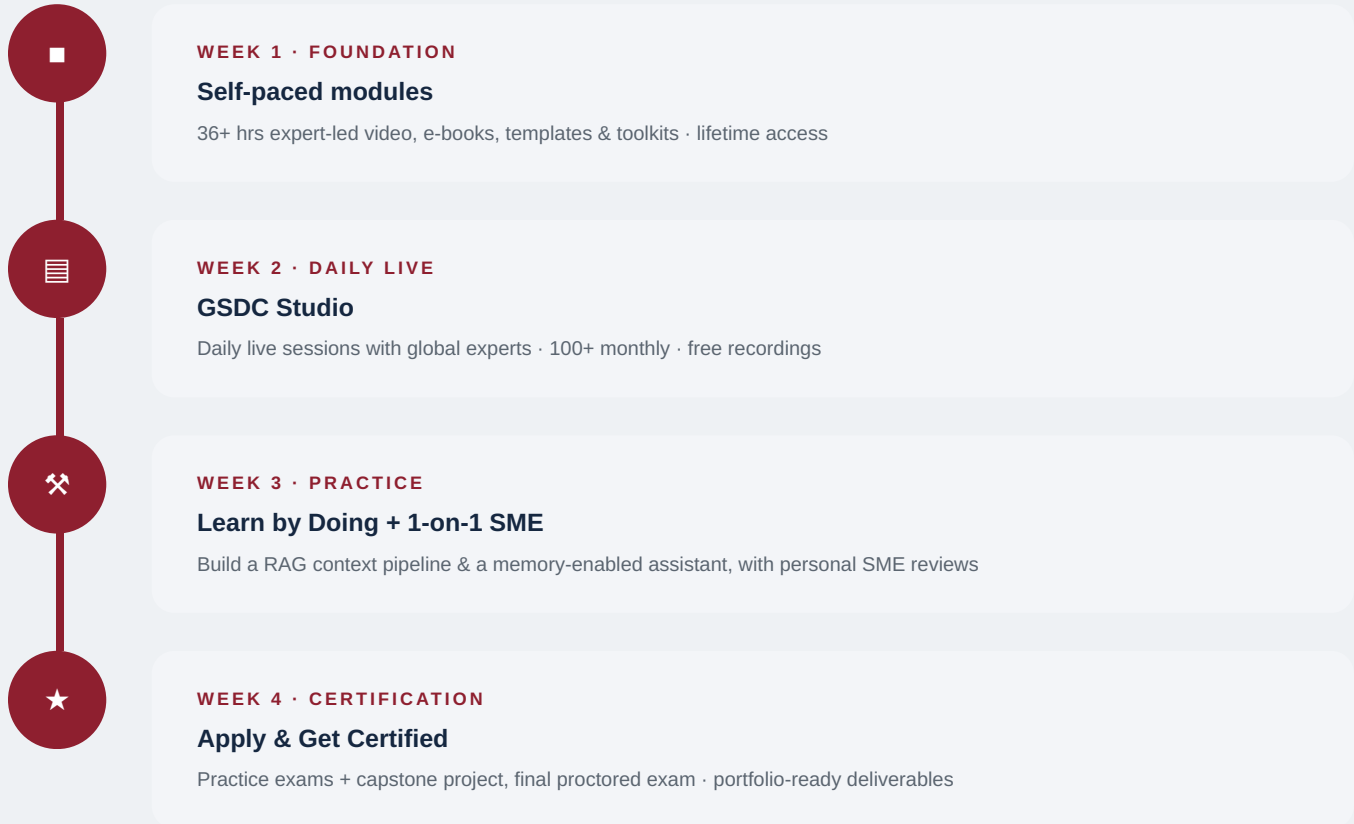 WEEK 1 · FOUNDATION
Self-paced modules
36+ hrs expert-led video, e-books, templates & toolkits · lifetime access
WEEK 2 · DAILY LIVE
GSDC Studio
Daily live sessions with global experts · 100+ monthly · free recordings
WEEK 3 · PRACTICE
Learn by Doing + 1-on-1 SME
Build a RAG context pipeline & a memory-enabled assistant, with personal SME reviews
WEEK 4 · CERTIFICATION
Apply & Get Certified
Practice exams + capstone project, final proctored exam · portfolio-ready deliverables